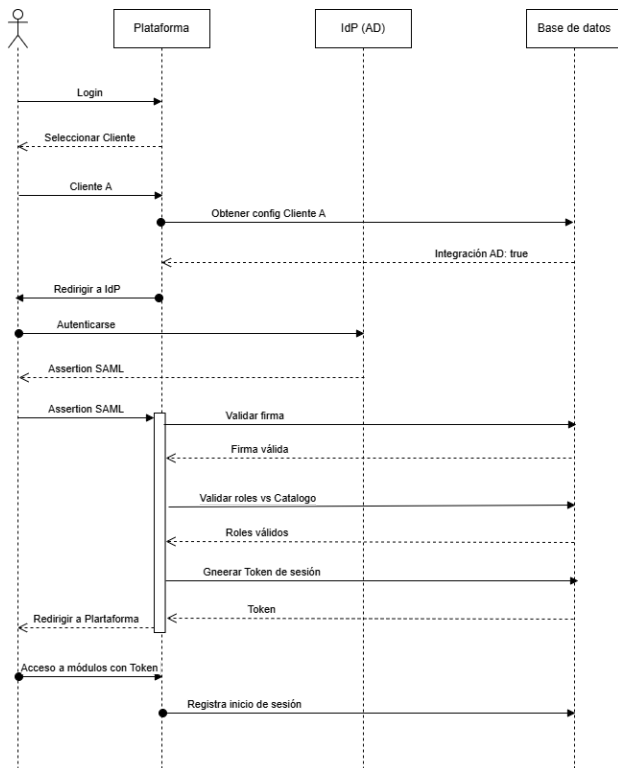 Plataforma
IdP (AD)
Base de datos
Login
Seleccionar Cliente
Cliente A
Obtener config Cliente A
Integración AD: true
Redirigir a IdP
Autenticarse
Assertion SAML
Assertion SAML
Validar firma
Firma válida
Validar roles vs Catalogo
Roles válidos
Gneerar Token de sesión
Token
Redirigir a Plartaforma
Acceso a módulos con Token
Registra inicio de sesión